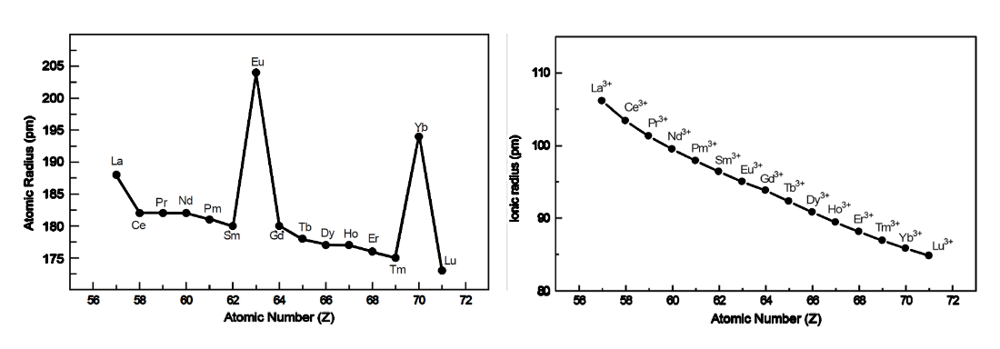 Atomic Radius (pm)
205
200
195
190
185
180
175
La
Ce
Pr
Nd
Pm
Sm
Eu
Gd
Tb
Dy
Ho
Er
Tm
Yb
Lu
56 58 60 62 64 66 68 70 72
Atomic Number (Z)
Ionic radius (pm)
110
100
90
80
La³⁺
Ce³⁺
Pr³⁺
Nd³⁺
Pm³⁺
Sm³⁺
Eu³⁺
Gd³⁺
Tb³⁺
Dy³⁺
Ho³⁺
Er³⁺
Tm³⁺
Yb³⁺
Lu³⁺
56 58 60 62 64 66 68 70 72
Atomic Number (Z)